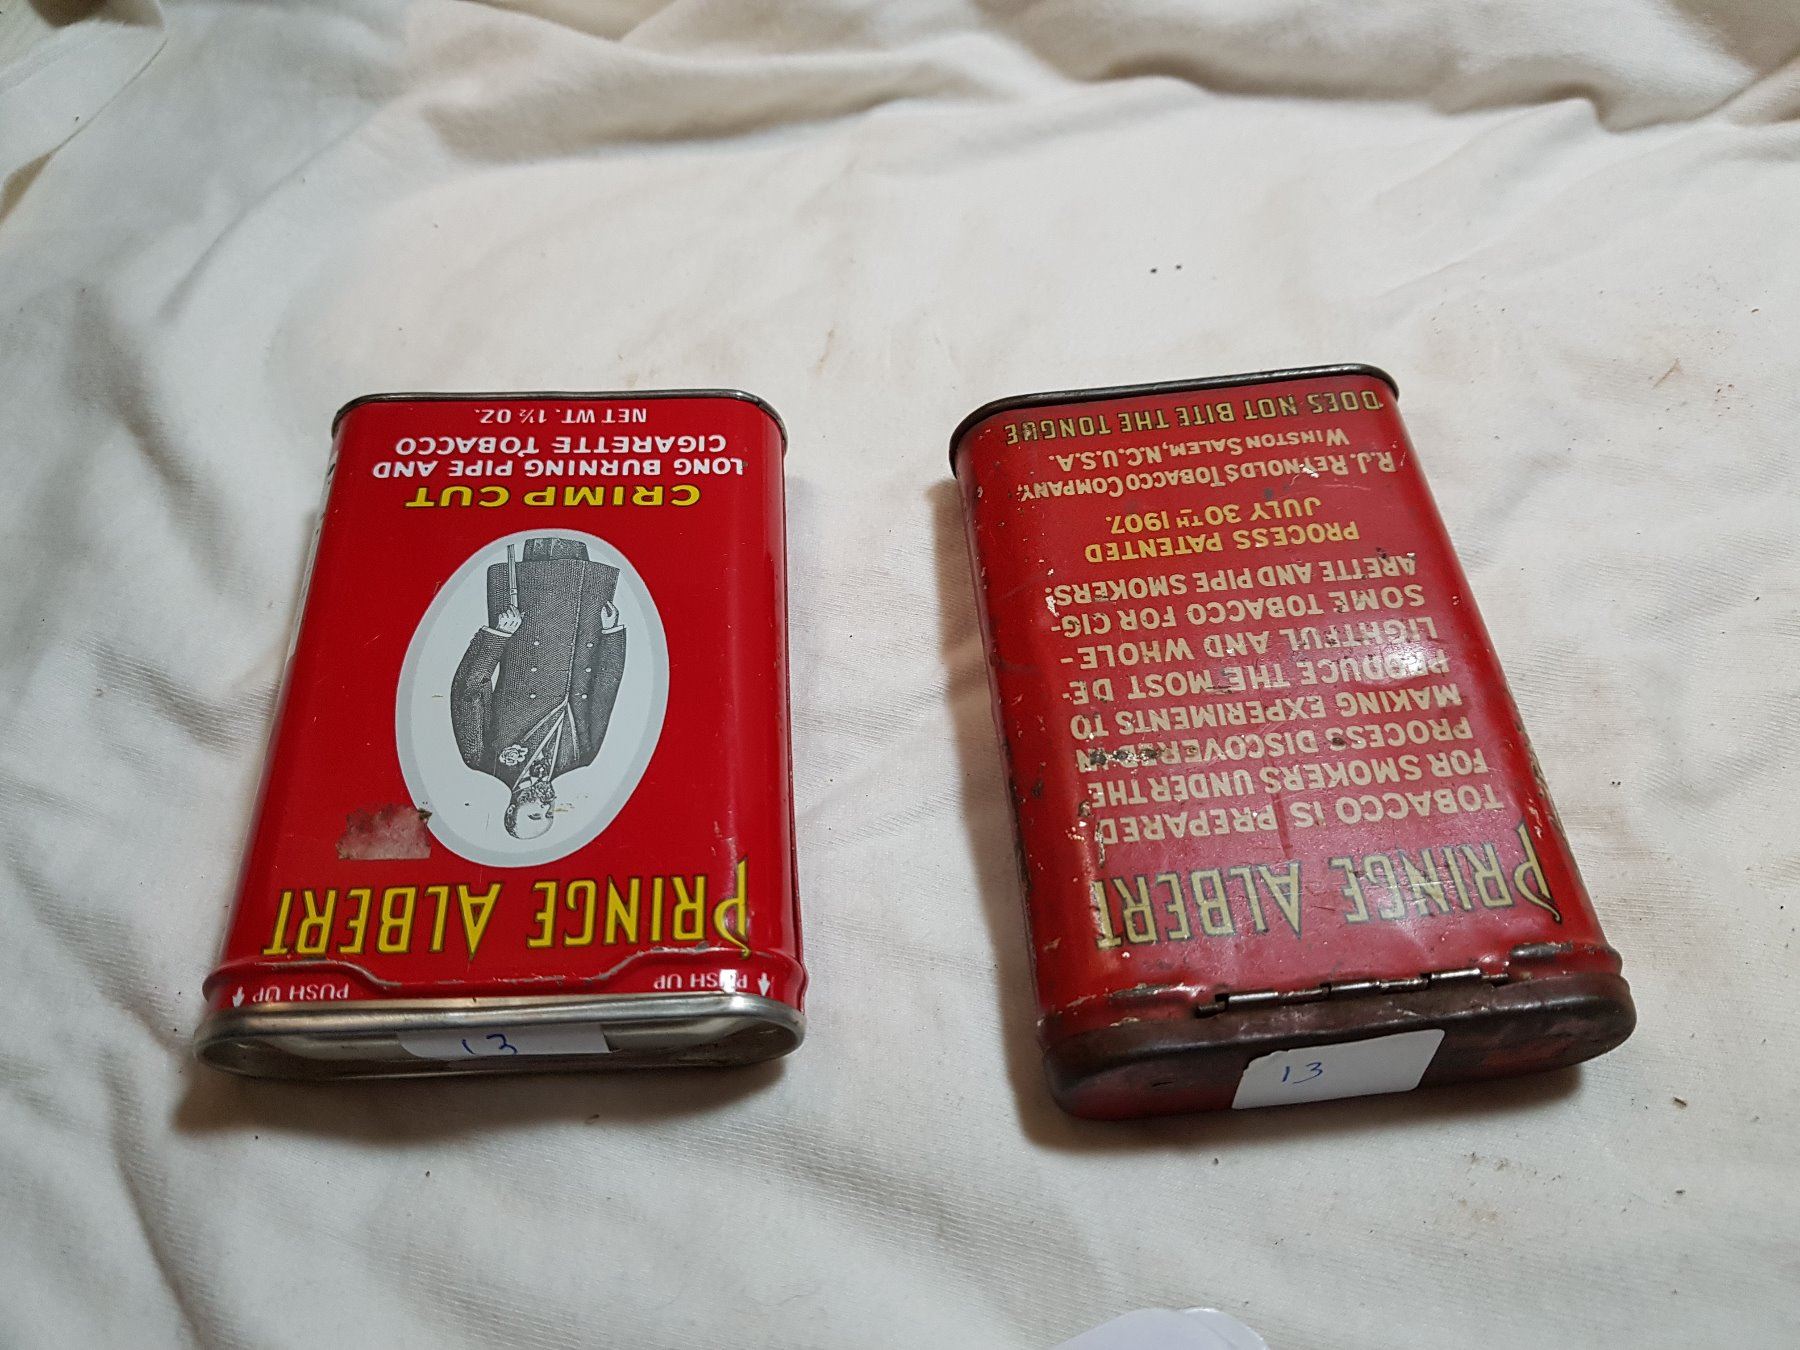 PUSH UP PUSH UP
PRINCE ALBERT
CRIMP CUT
LONG BURNING PIPE AND
CIGARETTE TOBACCO
NET WT. 1½ OZ.
13
PRINCE ALBERT
TOBACCO IS PREPARED
FOR SMOKERS UNDER THE
PROCESS DISCOVERED IN
MAKING EXPERIMENTS TO
PRODUCE THE MOST DE-
LIGHTFUL AND WHOLE-
SOME TOBACCO FOR CIG-
ARETTE AND PIPE SMOKERS.
PROCESS PATENTED
JULY 30TH 1907.
R.J. REYNOLDS TOBACCO COMPANY,
WINSTON SALEM, N.C. U.S.A.
DOES NOT BITE THE TONGUE
13